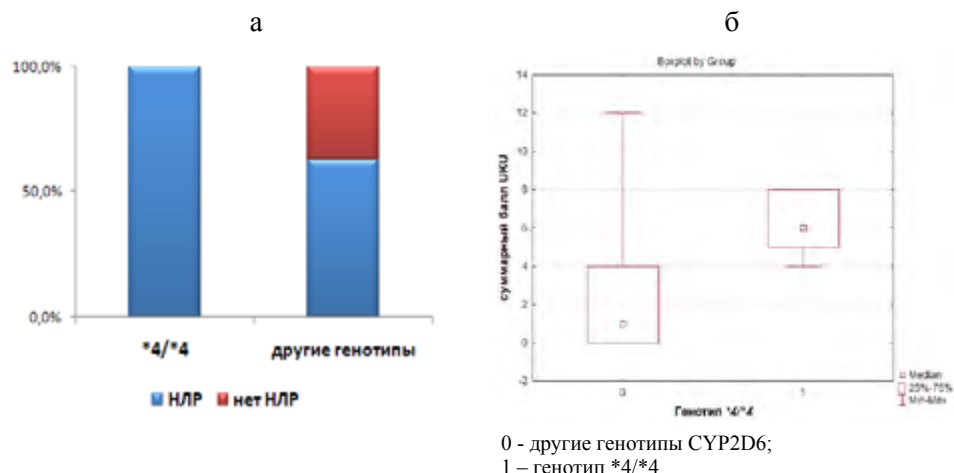 а
б
100,0%
50,0%
0,0%
*4/*4
другие генотипы
НЛР
нет НЛР
Boxplot by Group
14
12
10
8
6
4
2
0
-2
суммарный балл UKU
0
1
Генотип *4/*4
Median
25%-75%
Min-Max
0 - другие генотипы CYP2D6;
1 – генотип *4/*4